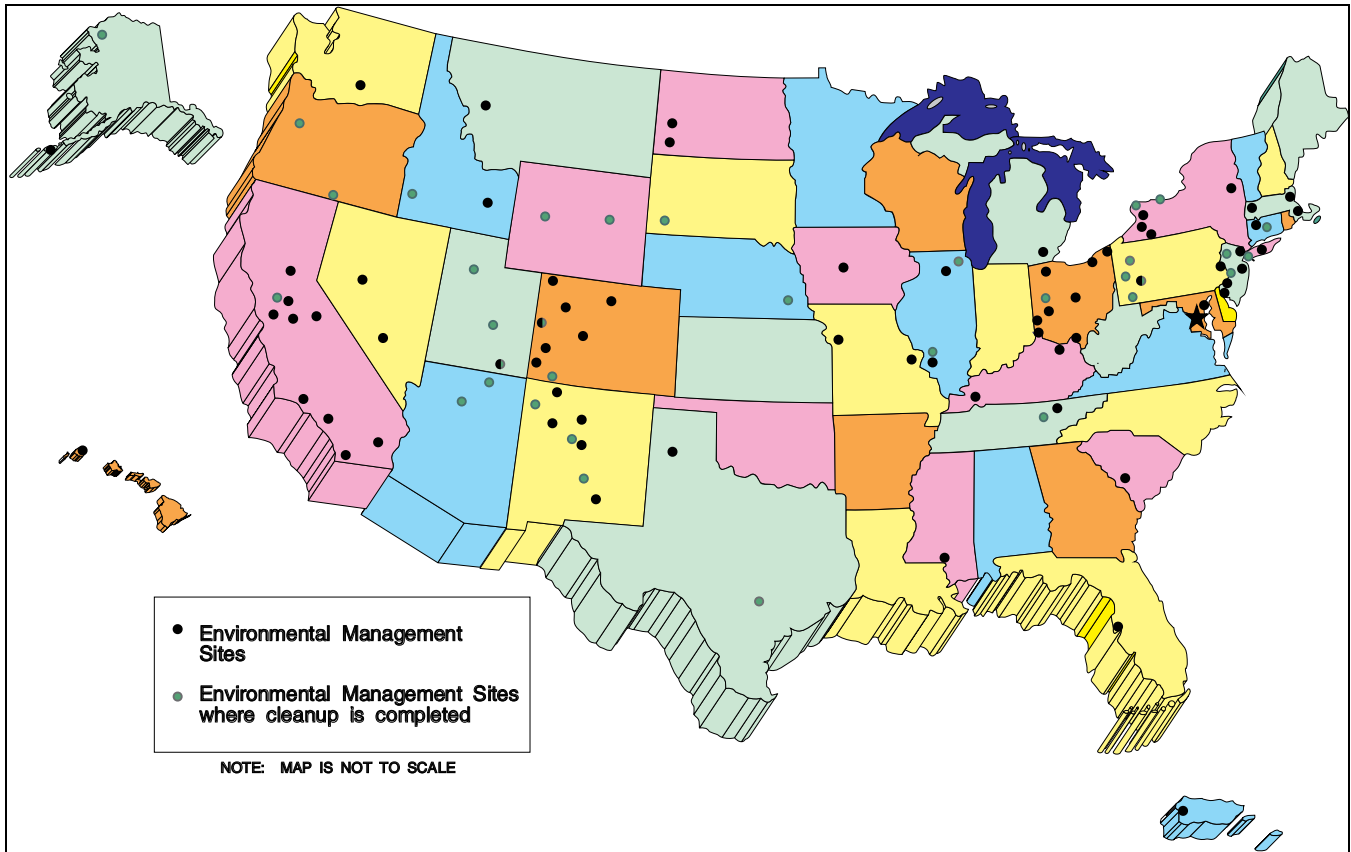 Environmental Management
Sites
Environmental Management Sites
where cleanup is completed
NOTE: MAP IS NOT TO SCALE